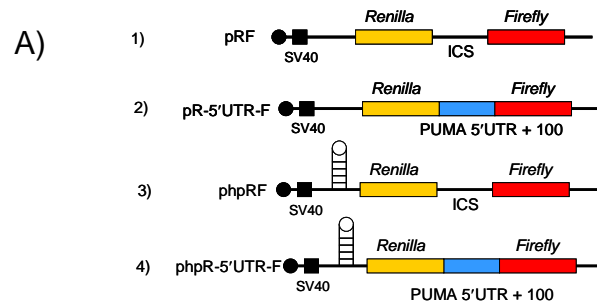 A)
1) pRF SV40 Renilla ICS Firefly
2) pR-5'UTR-F SV40 Renilla Firefly PUMA 5'UTR + 100
3) phpRF SV40 Renilla ICS Firefly
4) phpR-5'UTR-F SV40 Renilla Firefly PUMA 5'UTR + 100